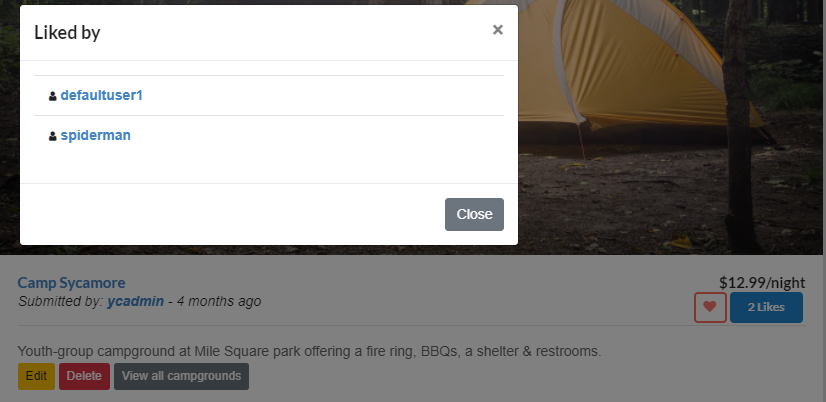 Liked by
×
defaultuser1
spiderman
Close
Camp Sycamore
$12.99/night
Submitted by: ycadmin - 4 months ago
2 Likes
Youth-group campground at Mile Square park offering a fire ring, BBQs, a shelter & restrooms.
Edit Delete View all campgrounds